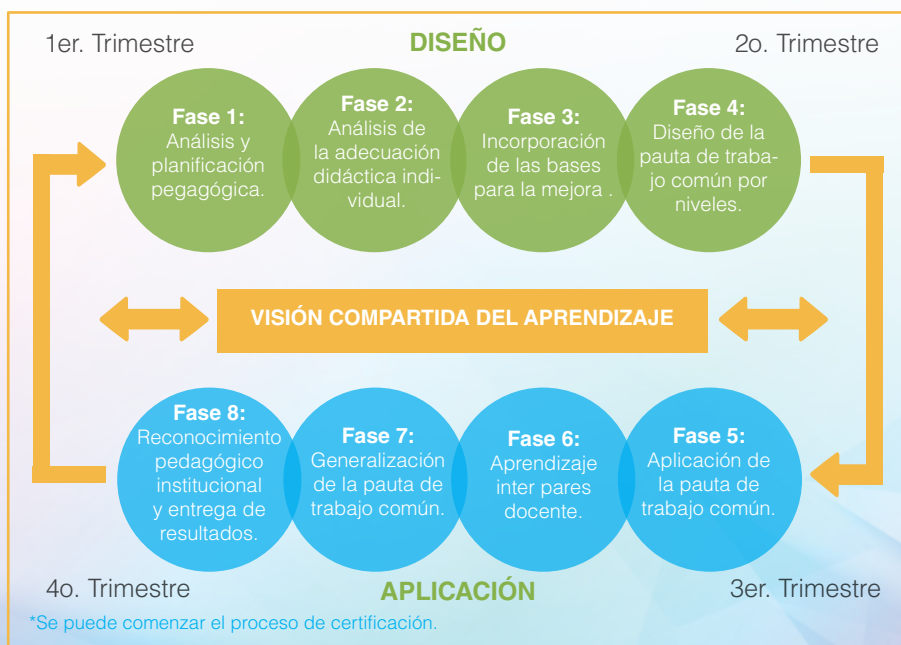 1er. Trimestre
DISEÑO
2o. Trimestre
Fase 1:
Análisis y
planificación
pegagógica.
Fase 2:
Análisis de
la adecuación
didáctica indi-
vidual.
Fase 3:
Incorporación
de las bases
para la mejora .
Fase 4:
Diseño de la
pauta de traba-
jo común por
niveles.
VISIÓN COMPARTIDA DEL APRENDIZAJE
Fase 8:
Reconocimiento
pedagógico
institucional
y entrega de
resultados.
Fase 7:
Generalización
de la pauta de
trabajo común.
Fase 6:
Aprendizaje
inter pares
docente.
Fase 5:
Aplicación de
la pauta de
trabajo común.
4o. Trimestre
APLICACIÓN
3er. Trimestre
*Se puede comenzar el proceso de certificación.